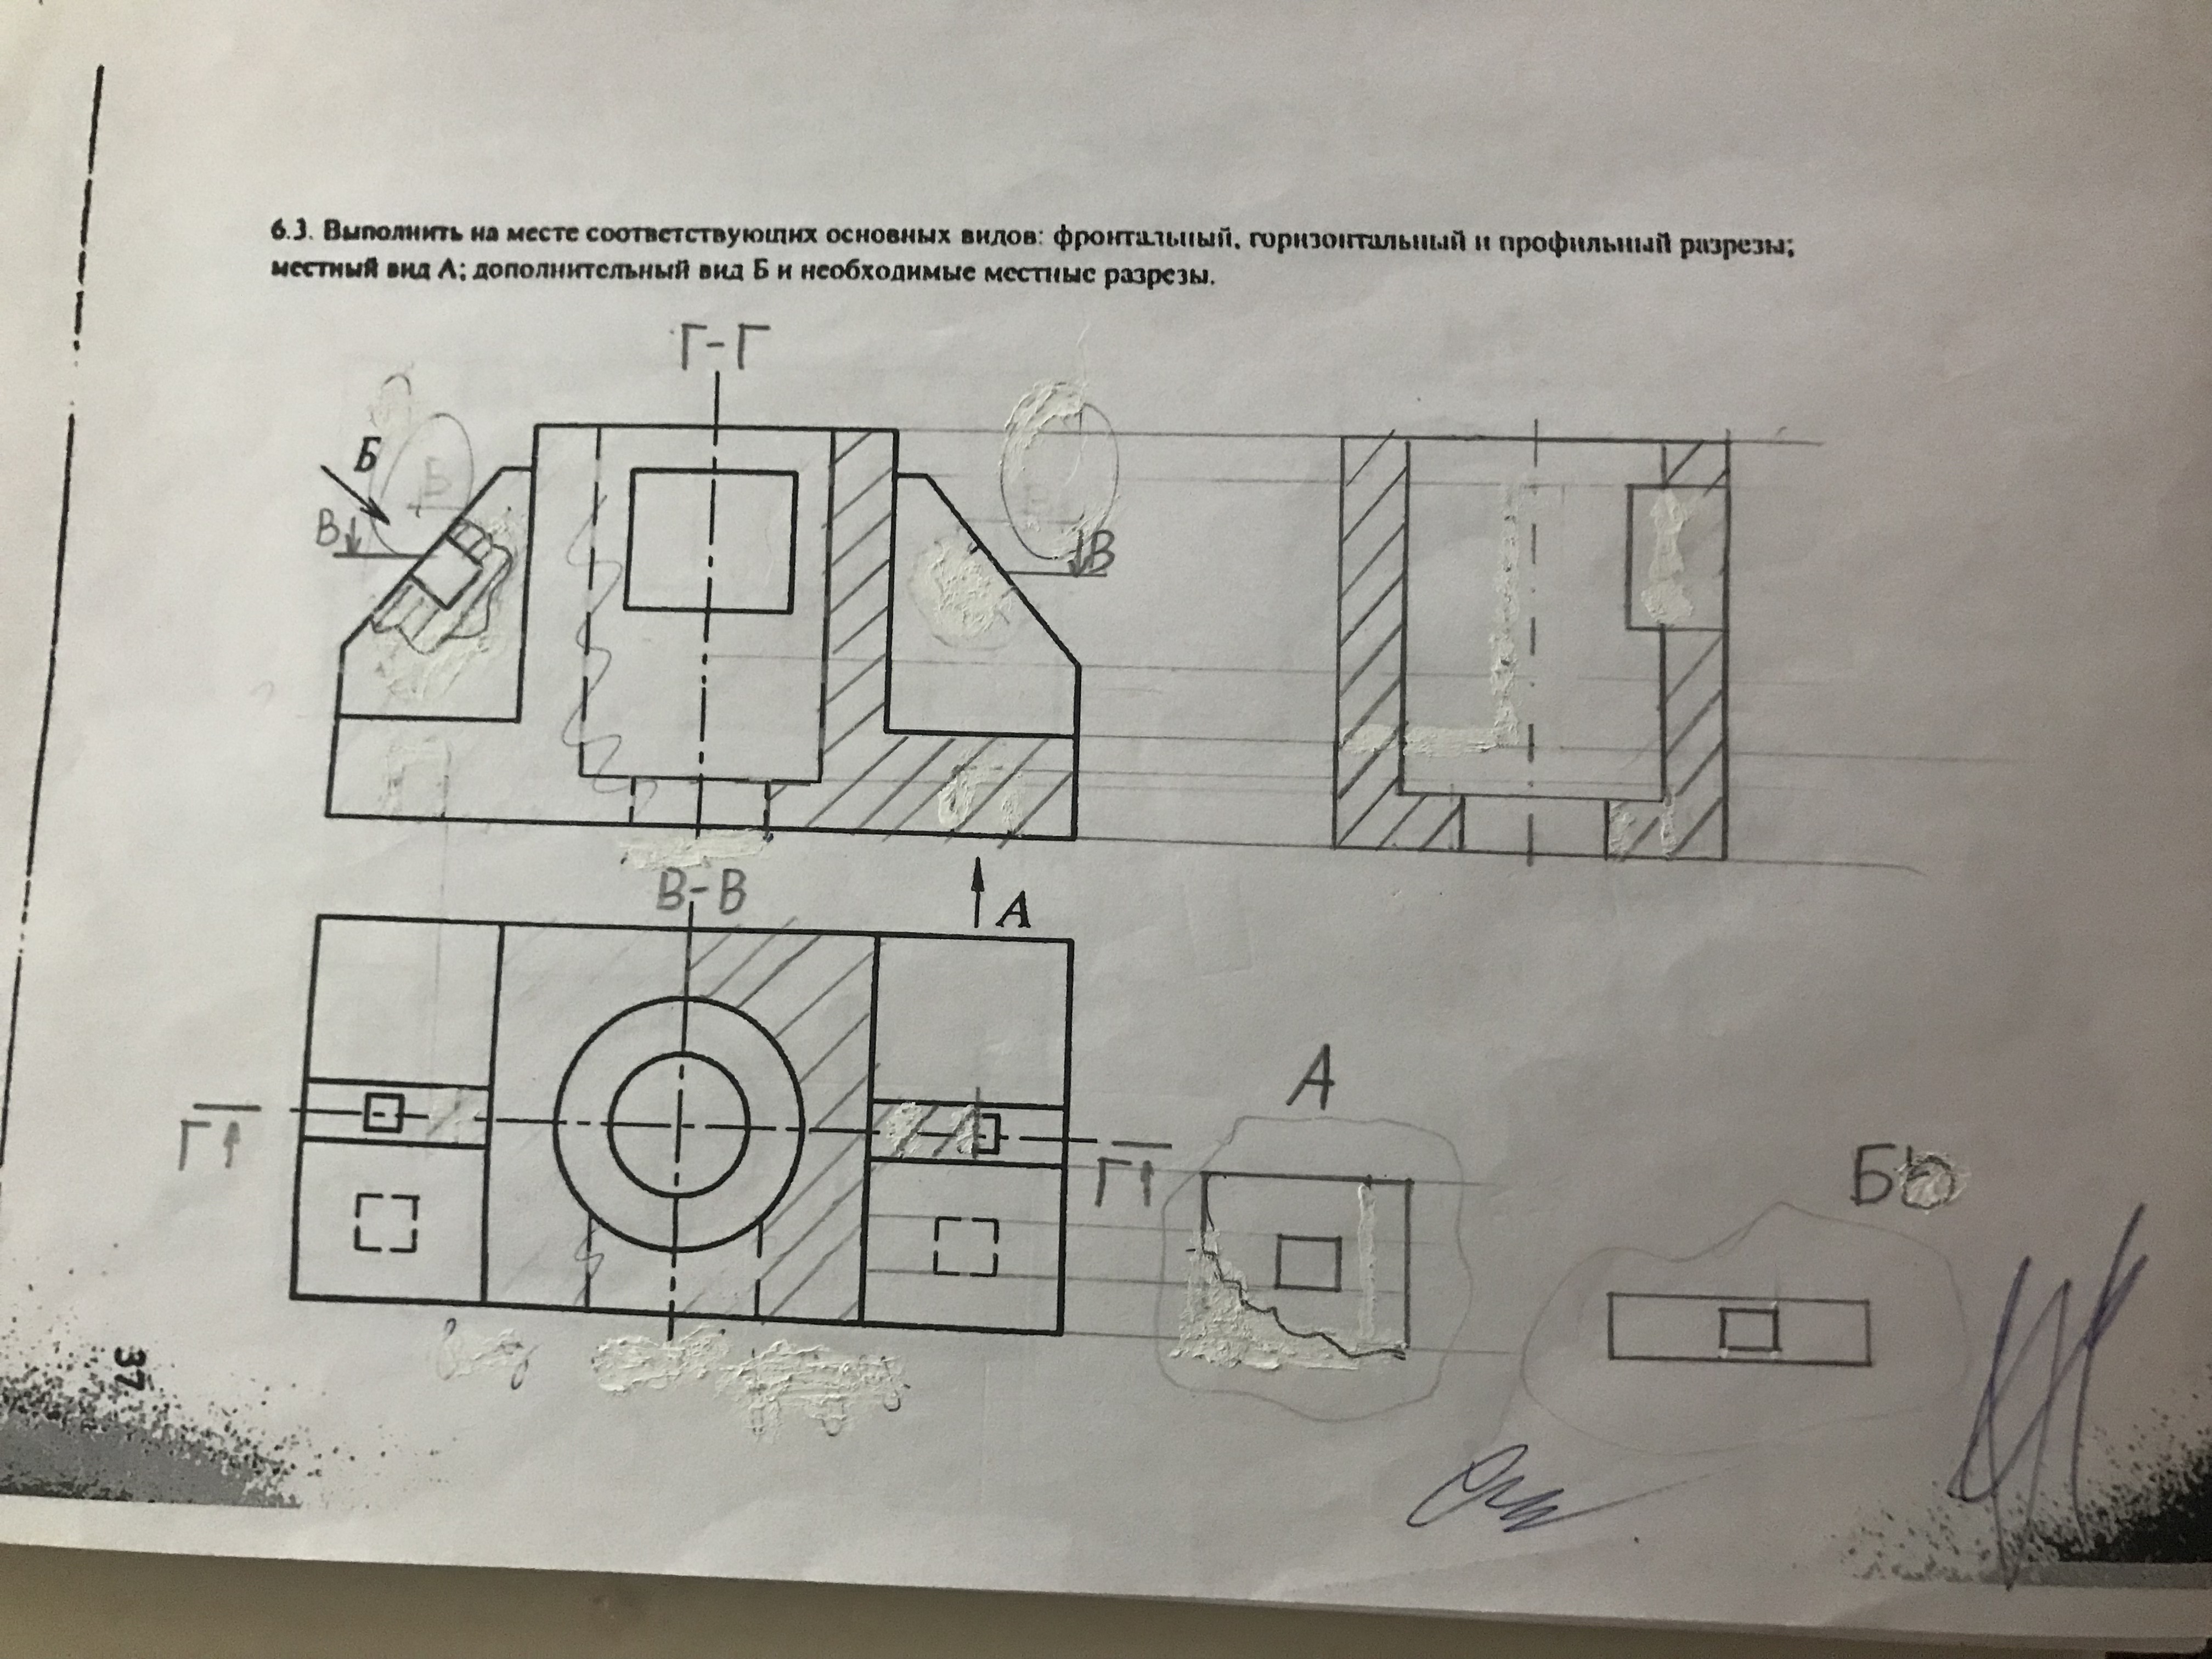 6.3. Выполнить на месте соответствующих основных видов: фронтальный, горизонтальный и профильный разрезы;
местный вид А; дополнительный вид Б и необходимые местные разрезы.
Г-Г
Б
В
В
В-В
А
Г
Г
А
Б
37